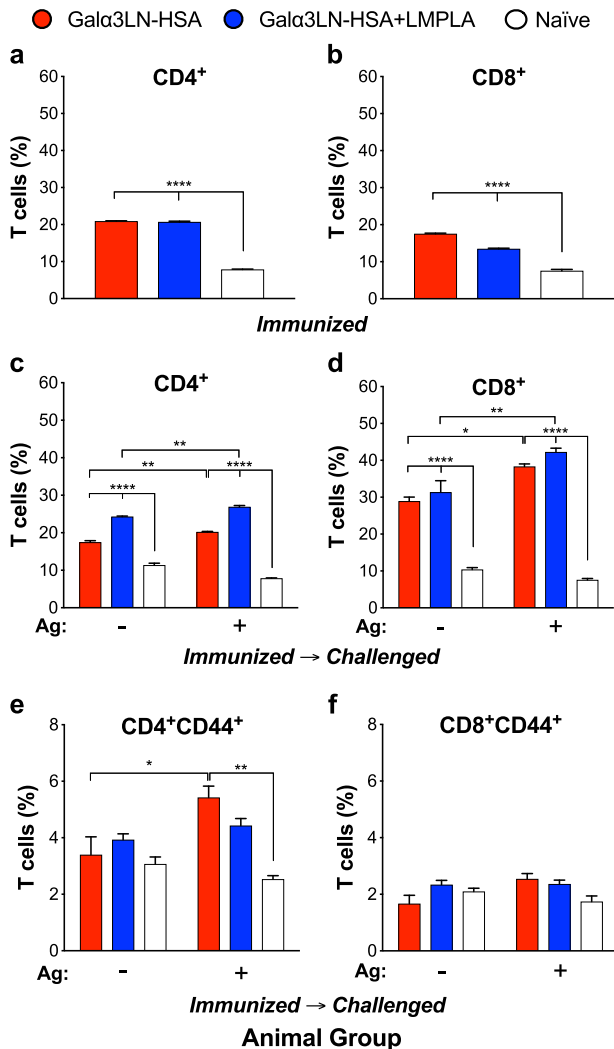 Galα3LN-HSA Galα3LN-HSA+LMPLA Naïve
a b
CD4+ CD8+
T cells (%) T cells (%)
60 60
50 50
40 40
30 30
20 20
10 10
0 0
**** ****
Immunized
c d
CD4+ CD8+
T cells (%) T cells (%)
60 60
50 50
40 40
30 30
20 20
10 10
0 0
** **
** **** * ****
**** ****
Ag: - + Ag: - +
Immunized → Challenged
e f
CD4+CD44+ CD8+CD44+
T cells (%) T cells (%)
8 8
6 6
4 4
2 2
0 0
* **
Ag: - + Ag: - +
Immunized → Challenged
Animal Group